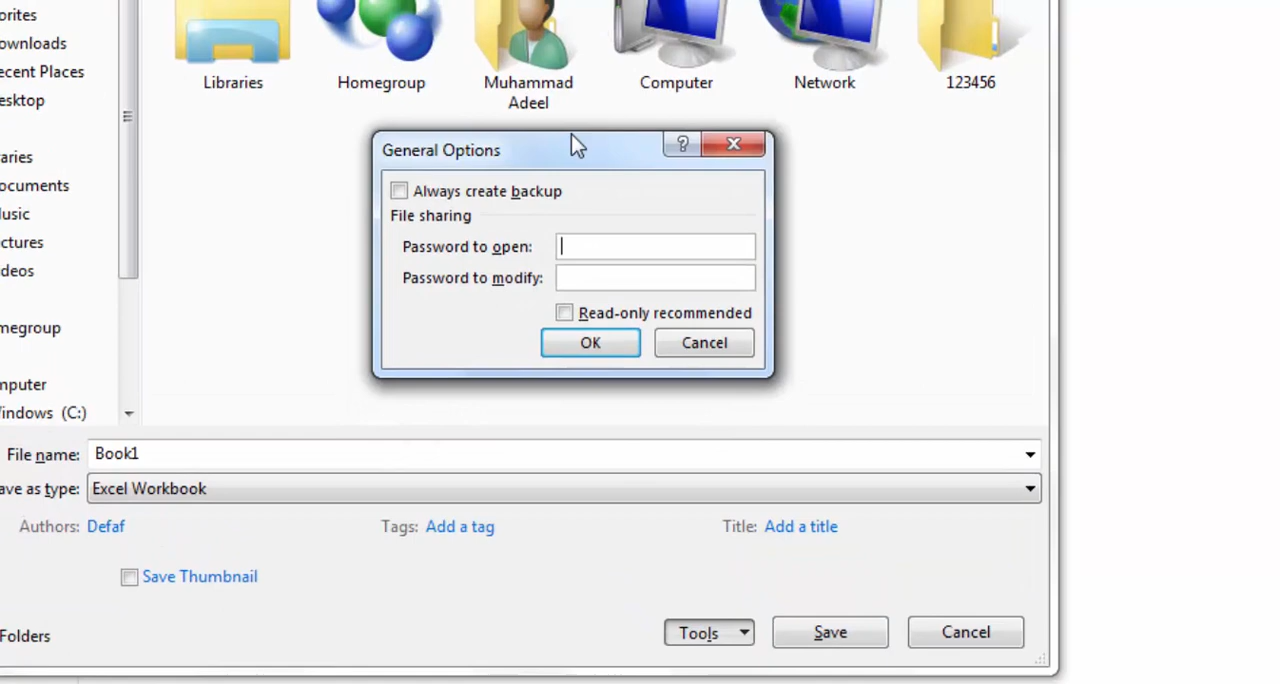 orites
ownloads
ecent Places
esktop
raries
ocuments
usic
ctures
deos
megroup
mputer
indows (C:)
Libraries
Homegroup
Muhammad
Adeel
Computer
Network
123456
General Options
Always create backup
File sharing
Password to open:
Password to modify:
Read-only recommended
OK Cancel
File name: Book1
ave as type: Excel Workbook
Authors: Defaf Tags: Add a tag Title: Add a title
Save Thumbnail
Folders Tools Save Cancel